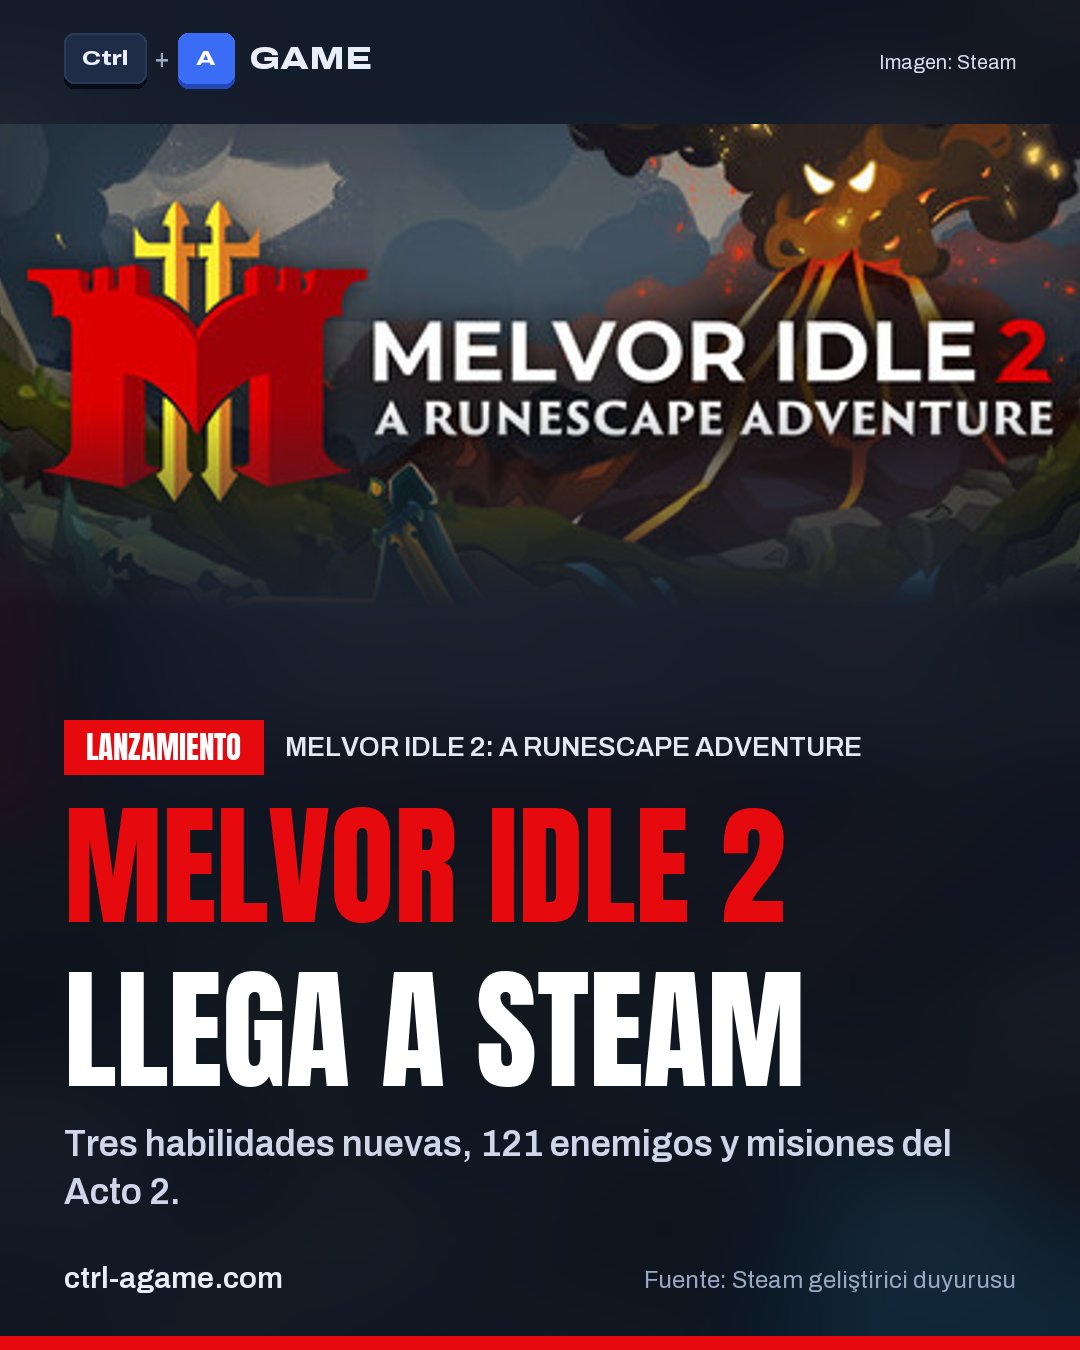 Ctrl + A GAME
Imagen: Steam
MELVOR IDLE 2
A RUNESCAPE ADVENTURE
LANZAMIENTO MELVOR IDLE 2: A RUNESCAPE ADVENTURE
MELVOR IDLE 2
LLEGA A STEAM
Tres habilidades nuevas, 121 enemigos y misiones del
Acto 2.
ctrl-agame.com
Fuente: Steam geliştirici duyurusu